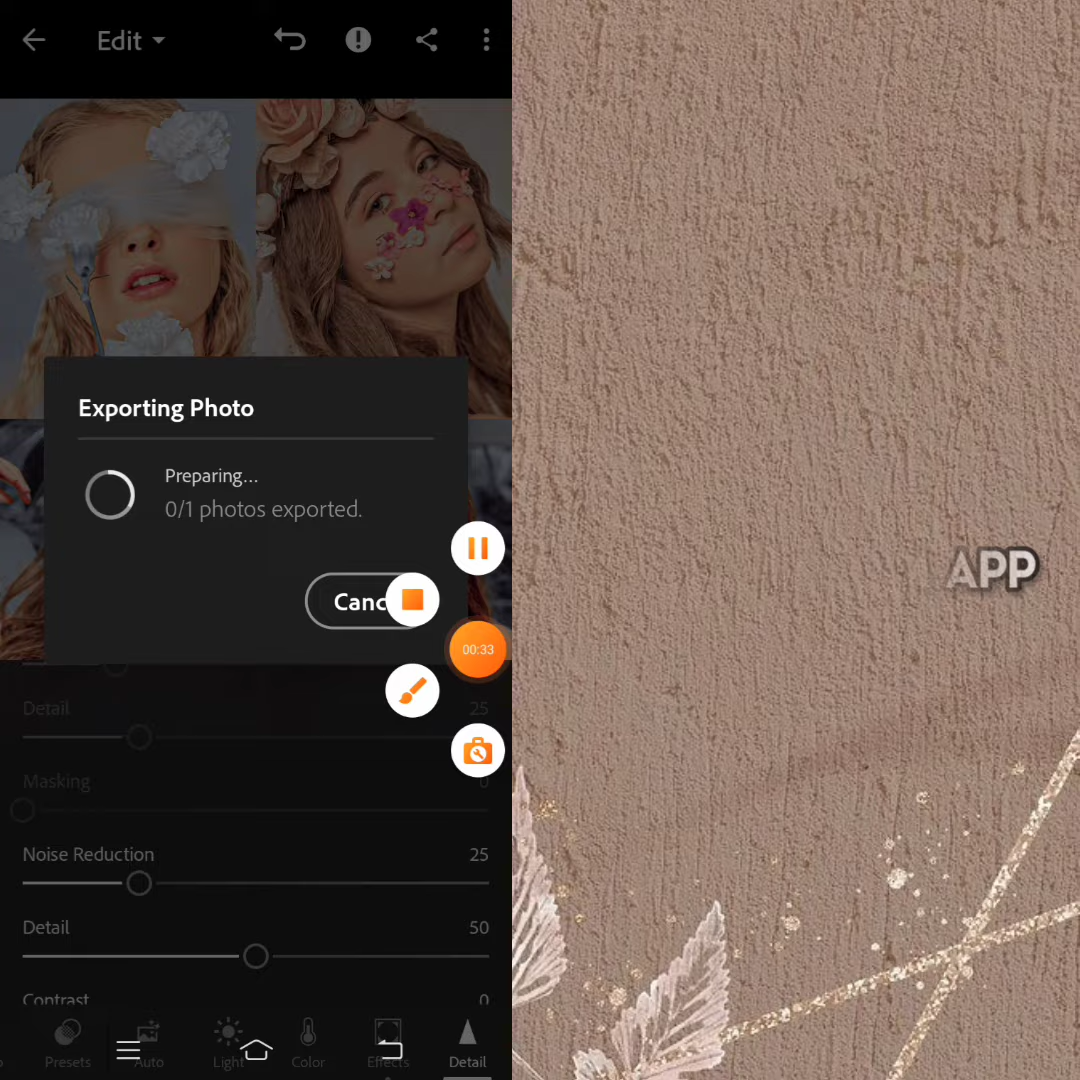 Edit
Exporting Photo
Preparing...
0/1 photos exported.
Canc
00:33
Detail 25
Masking 0
Noise Reduction 25
Detail 50
Contrast 0
Presets Auto Light Color Effects Detail
APP